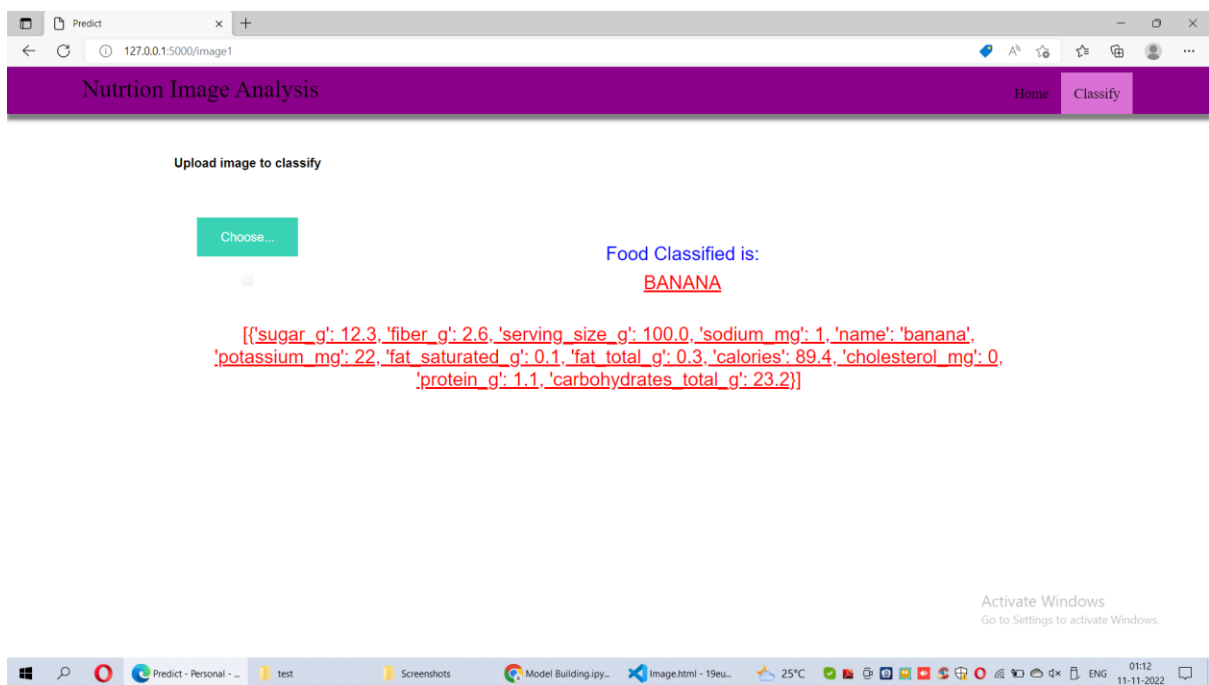 Predict
127.0.0.1:5000/image1
Nutrtion Image Analysis
Home
Classify
Upload image to classify
Choose...
Food Classified is:
BANANA
[{'sugar_g': 12.3, 'fiber_g': 2.6, 'serving_size_g': 100.0, 'sodium_mg': 1, 'name': 'banana',
'potassium_mg': 22, 'fat_saturated_g': 0.1, 'fat_total_g': 0.3, 'calories': 89.4, 'cholesterol_mg': 0,
'protein_g': 1.1, 'carbohydrates_total_g': 23.2}]
Activate Windows
Go to Settings to activate Windows.
Predict - Personal - ...
test
Screenshots
Model Building.ipy...
Image.html - 19eu...
25°C
ENG
01:12
11-11-2022